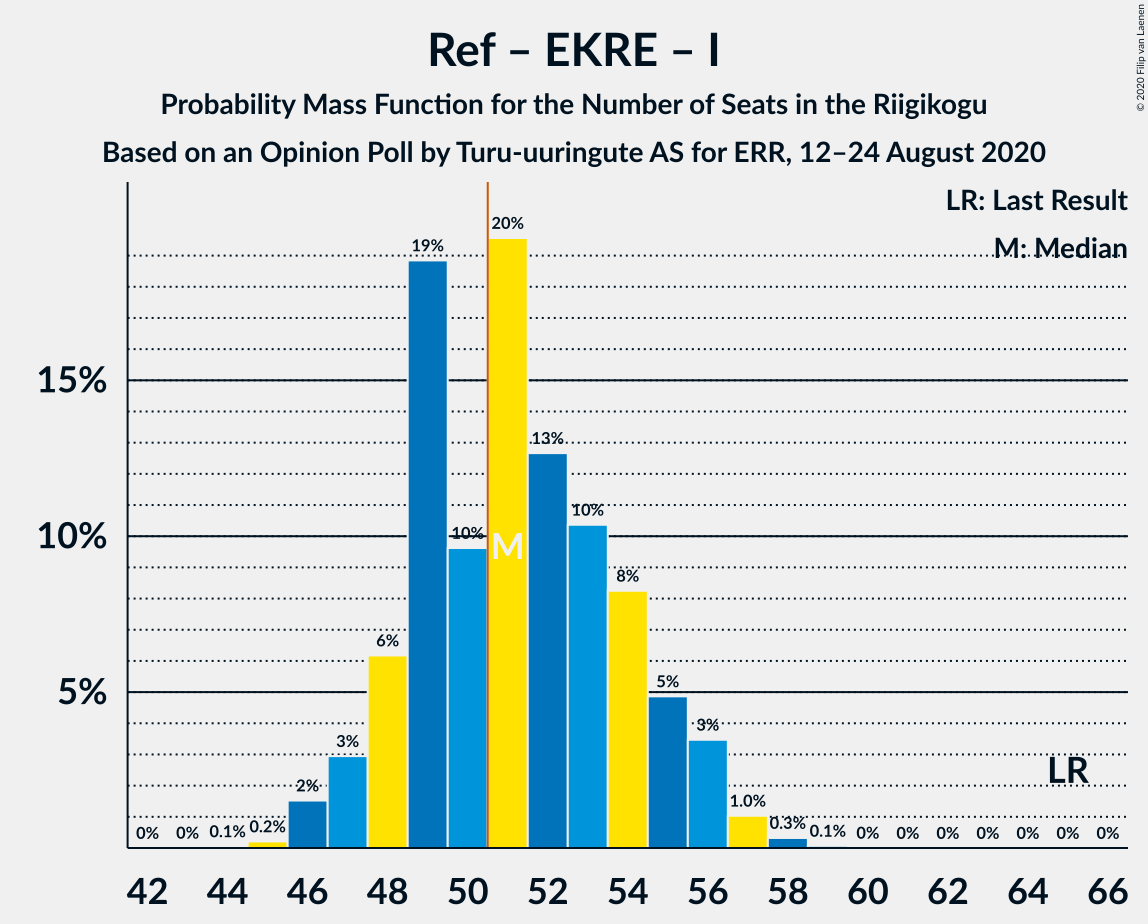 Ref – EKRE – I
Probability Mass Function for the Number of Seats in the Riigikogu
Based on an Opinion Poll by Turu-uuringute AS for ERR, 12–24 August 2020
© 2020 Filip van Laenen
LR: Last Result
M: Median
15%
10%
5%
0% 0% 0.1% 0.2% 2% 3% 6% 19% 10% 20% 13% 10% 8% 5% 3% 1.0% 0.3% 0.1% 0% 0% 0% 0% 0% 0% 0%
M
LR
42 44 46 48 50 52 54 56 58 60 62 64 66